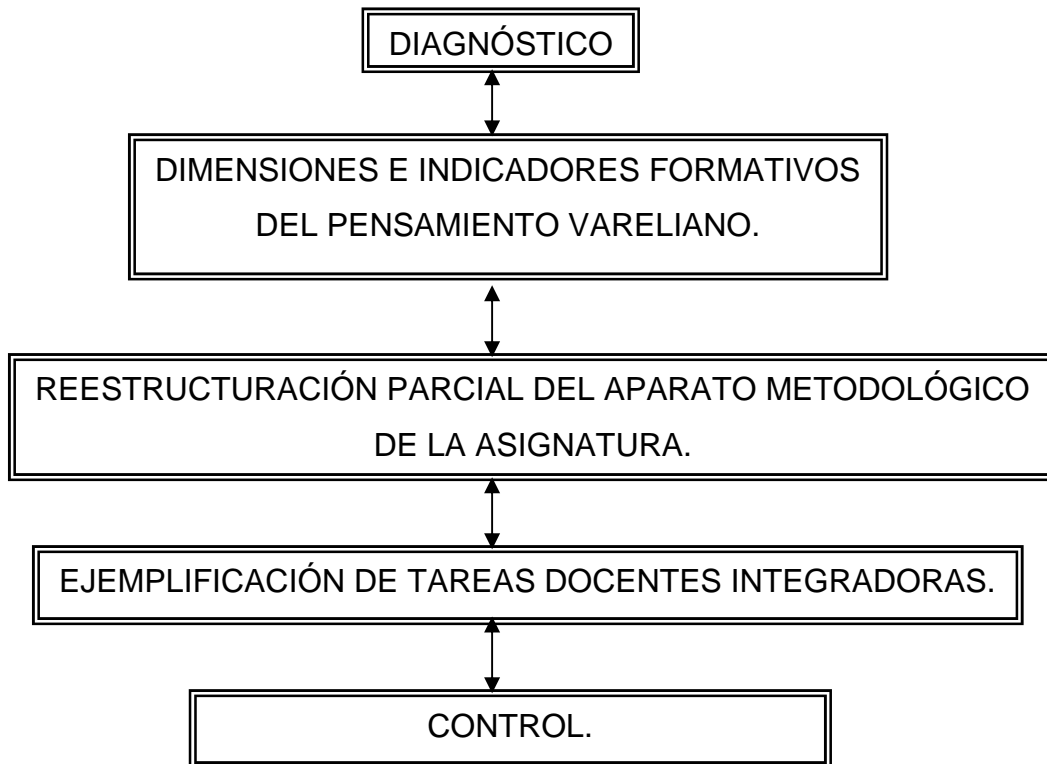 DIAGNÓSTICO
DIMENSIONES E INDICADORES FORMATIVOS
DEL PENSAMIENTO VARELIANO.
REESTRUCTURACIÓN PARCIAL DEL APARATO METODOLÓGICO
DE LA ASIGNATURA.
EJEMPLIFICACIÓN DE TAREAS DOCENTES INTEGRADORAS.
CONTROL.